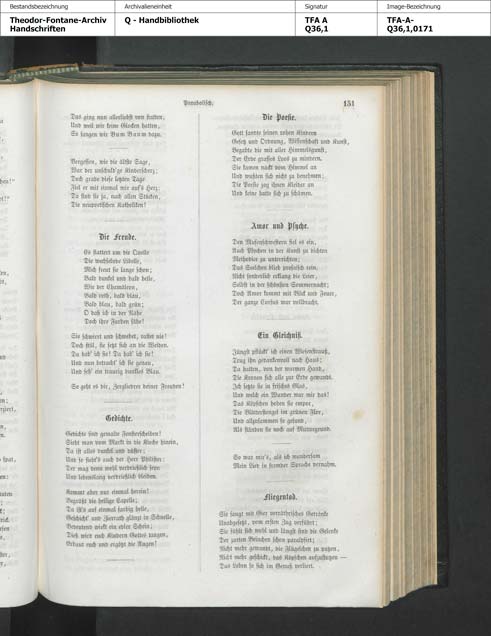 Bestandsbezeichnung
Theodor-Fontane-Archiv
Handschriften
Archivalieneinheit
Q - Handbibliothek
Signatur
TFA A
Q36,1
Image-Bezeichnung
TFA-A-
Q36,1,0171
Parabolisch.
151
Das ging nun allerliebst von statten,
Und weil wir keine Glocken hatten,
So sangen wir Bum Baum dazu.
Vergessen, wie die ältste Sage,
War der unschuld'ge Kinderscherz;
Doch grade diese letzten Tage
Fiel er mit einmal mir auf's Herz:
Da sind sie ja, nach allen Stücken,
Die neupoetischen Katholiken!
Die Freude.
Es flattert um die Quelle
Die wechselnde Libelle,
Mich freut sie lange schon;
Bald dunkel und bald helle,
Wie der Chamäleon,
Bald roth, bald blau,
Bald blau, bald grün;
O daß ich in der Nähe
Doch ihre Farben sähe!
Sie schwirrt und schwebet, rastet nie!
Doch still, sie setzt sich an die Weiden.
Da hab' ich sie! Da hab' ich sie!
Und nun betracht' ich sie genau,
Und seh' ein traurig dunkles Blau.
So geht es dir, Zergliedrer deiner Freuden!
Gedichte.
Gedichte sind gemalte Fensterscheiben!
Sieht man vom Markt in die Kirche hinein,
Da ist alles dunkel und düster;
Und so sieht's auch der Herr Philister:
Der mag denn wohl verdrießlich seyn
Und lebenslang verdrießlich bleiben.
Kommt aber nur einmal herein!
Begrüßt die heilige Capelle;
Da ist's auf einmal farbig helle,
Geschicht' und Zierrath glänzt in Schnelle,
Bedeutend wirkt ein edler Schein;
Dieß wird euch Kindern Gottes taugen,
Erbaut euch und ergötzt die Augen!
Die Poesie.
Gott sandte seinen rohen Kindern
Gesetz und Ordnung, Wissenschaft und Kunst,
Begabte die mit aller Himmelsgunst,
Der Erde grasses Loos zu mindern.
Sie kamen nackt vom Himmel an
Und wußten sich nicht zu benehmen;
Die Poesie zog ihnen Kleider an
Und keine hatte sich zu schämen.
Amor und Psyche.
Den Musenschwestern fiel es ein,
Auch Psychen in der Kunst zu dichten
Methodice zu unterrichten;
Das Seelchen blieb prosaisch rein.
Nicht sonderlich erklang die Leier,
Selbst in der schönsten Sommernacht;
Doch Amor kommt mit Blick und Feuer,
Der ganze Cursus war vollbracht.
Ein Gleichniß.
Jüngst pflückt' ich einen Wiesenstrauß,
Trug ihn gedankenvoll nach Haus;
Da hatten, von der warmen Hand,
Die Kronen sich alle zur Erde gewandt.
Ich setzte sie in frisches Glas,
Und welch ein Wunder war mir das!
Die Köpfchen hoben sie empor,
Die Blätterstengel im grünen Flor,
Und allzusammen so gesund,
Als ständen sie noch auf Muttergrund.
So war mir's, als ich wundersam
Mein Lied in fremder Sprache vernahm.
Fliegentod.
Sie saugt mit Gier verräthrisches Getränke
Unabgesetzt, vom ersten Zug verführt;
Sie fühlt sich wohl und längst sind die Gelenke
Der zarten Beinchen schon paralysirt;
Nicht mehr gewandt, die Flügelchen zu putzen,
Nicht mehr geschickt, das Köpfchen aufzustutzen —
Das Leben so sich im Genuß verliert.